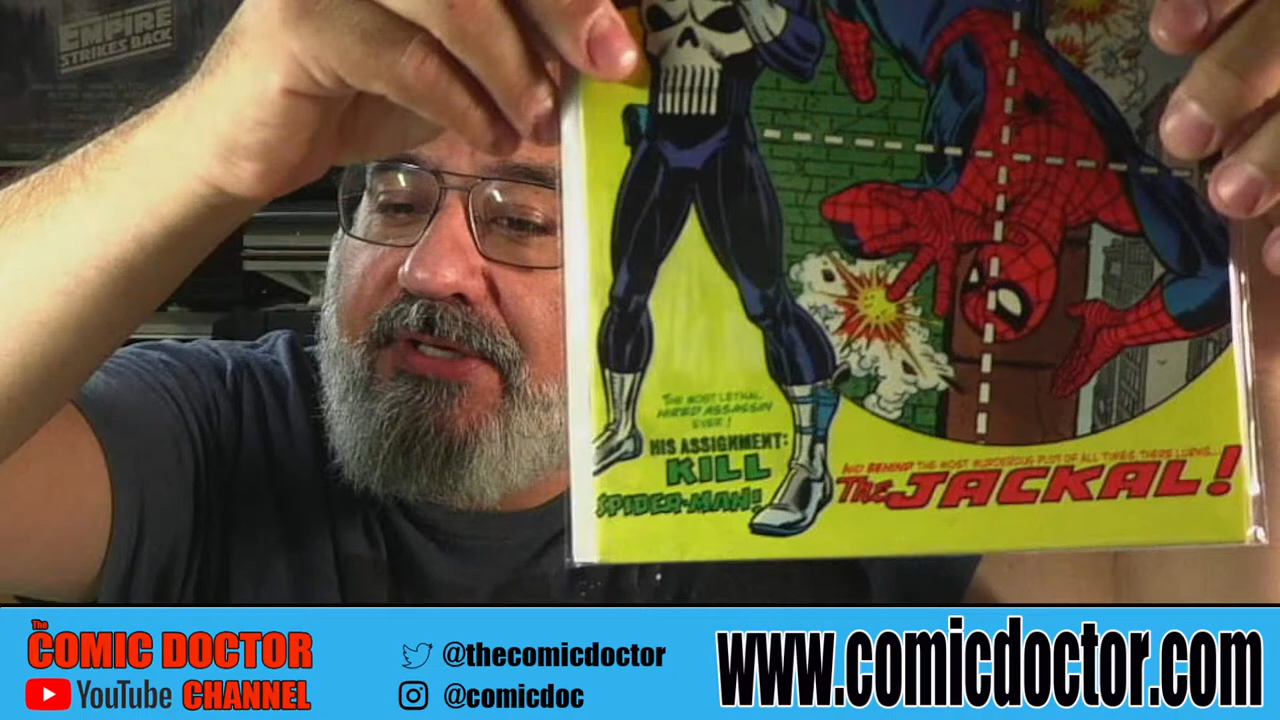 EMPIRE
STRIKES BACK
THE MOST LETHAL
HIRED ASSASSIN
EVER!
HIS ASSIGNMENT:
KILL
SPIDER-MAN!
AND BEHIND THE MOST MURDEROUS PLOT OF ALL TIMES, THERE LURKS...
THE JACKAL!
The
COMIC DOCTOR
YouTube CHANNEL
@thecomicdoctor
@comicdoc
www.comicdoctor.com